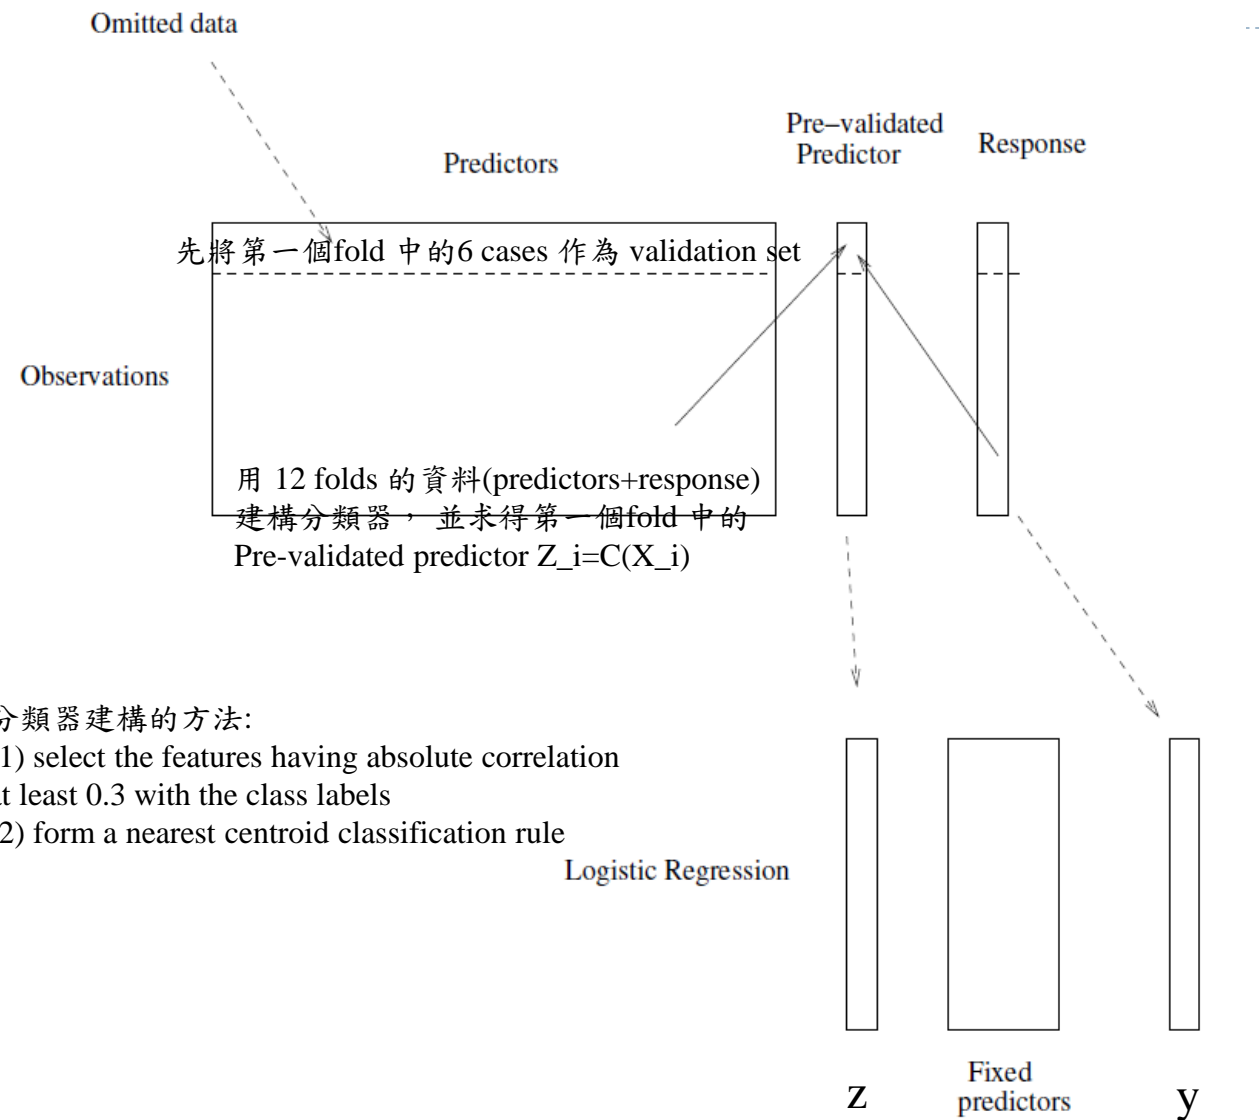 Omitted data
Pre–validated
Predictor
Response
Predictors
先將第一個fold 中的6 cases 作為 validation set
Observations
用 12 folds 的資料(predictors+response)
建構分類器， 並求得第一個fold 中的
Pre-validated predictor Z_i=C(X_i)
分類器建構的方法:
1) select the features having absolute correlation
at least 0.3 with the class labels
2) form a nearest centroid classification rule
Logistic Regression
z
Fixed
predictors
y